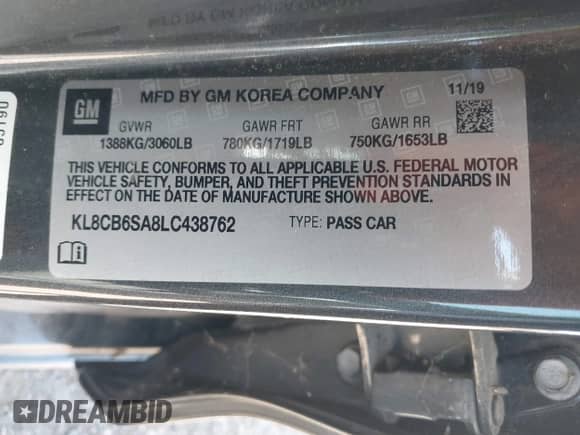 GM
MFD BY GM KOREA COMPANY
11/19
GVWR
GAWR FRT
GAWR RR
1388KG/3060LB
780KG/1719LB
750KG/1653LB
THIS VEHICLE CONFORMS TO ALL APPLICABLE U.S. FEDERAL MOTOR
VEHICLE SAFETY, BUMPER, AND THEFT PREVENTION STANDARDS IN
EFFECT ON THE DATE OF MANUFACTURE SHOWN ABOVE.
KL8CB6SA8LC438762
TYPE: PASS CAR
DREAMBID